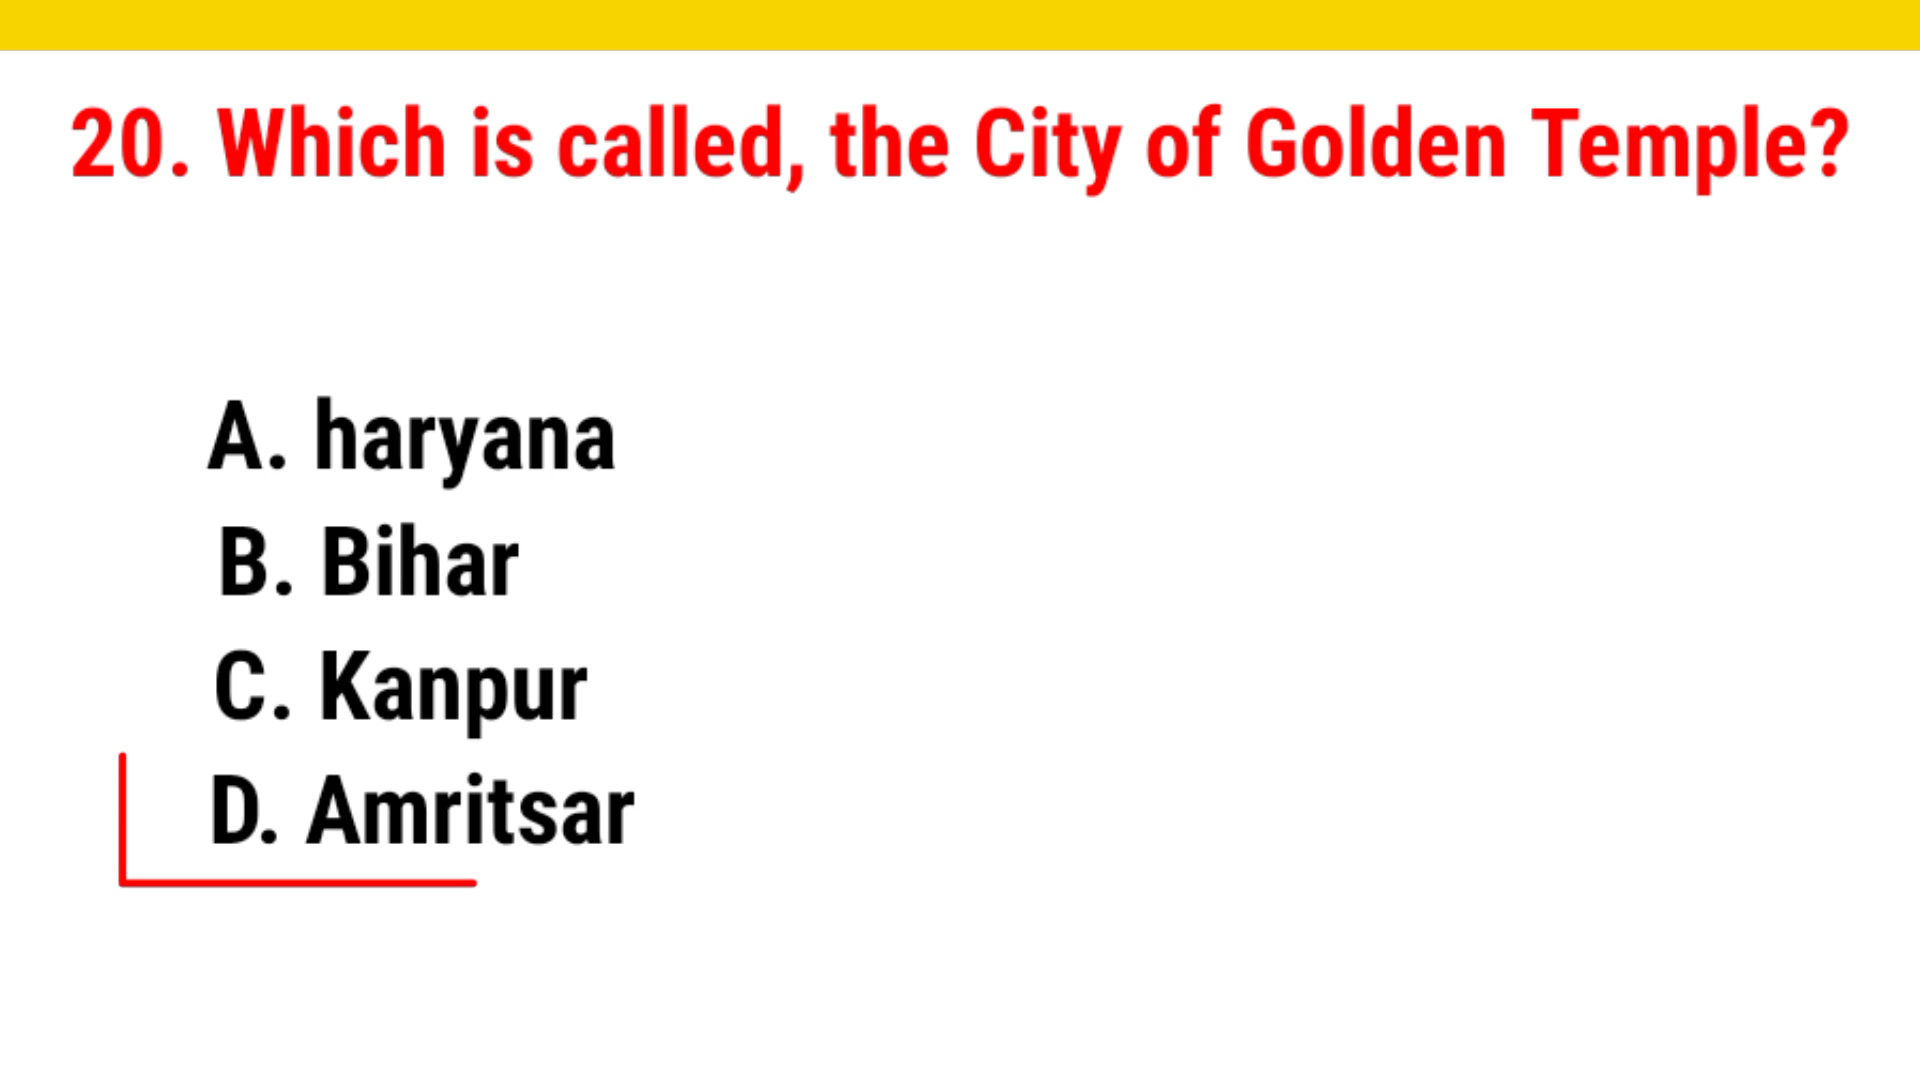 20. Which is called, the City of Golden Temple?
A. haryana
B. Bihar
C. Kanpur
D. Amritsar